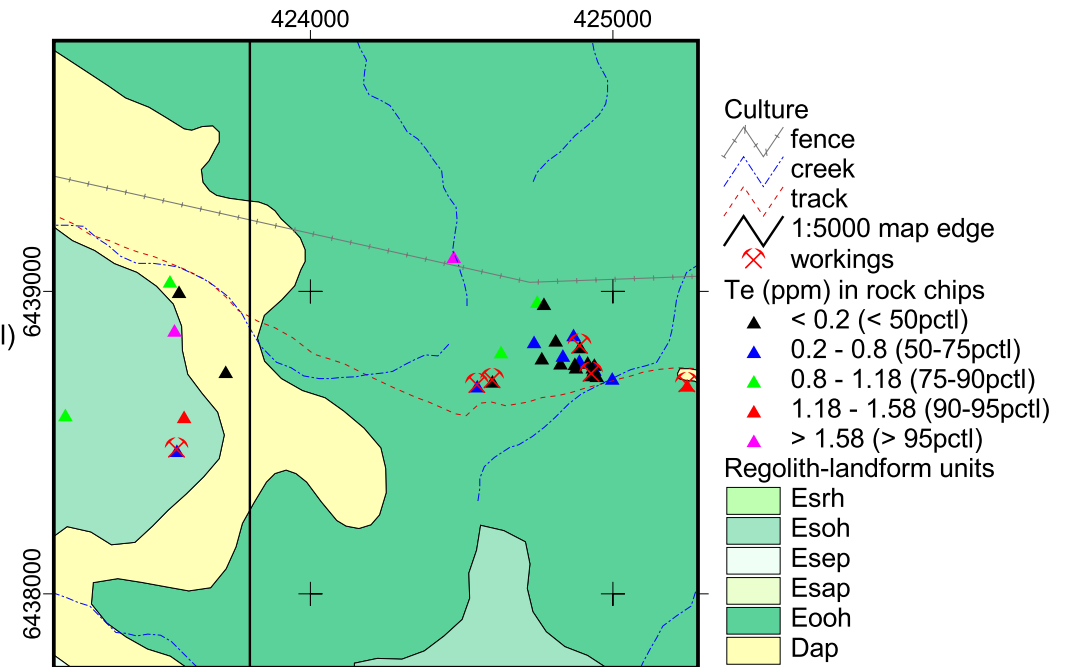 424000
425000
6439000
6438000
l)
Culture
fence
creek
track
1:5000 map edge
workings
Te (ppm) in rock chips
< 0.2 (< 50pctl)
0.2 - 0.8 (50-75pctl)
0.8 - 1.18 (75-90pctl)
1.18 - 1.58 (90-95pctl)
> 1.58 (> 95pctl)
Regolith-landform units
Esrh
Esoh
Esep
Esap
Eooh
Dap